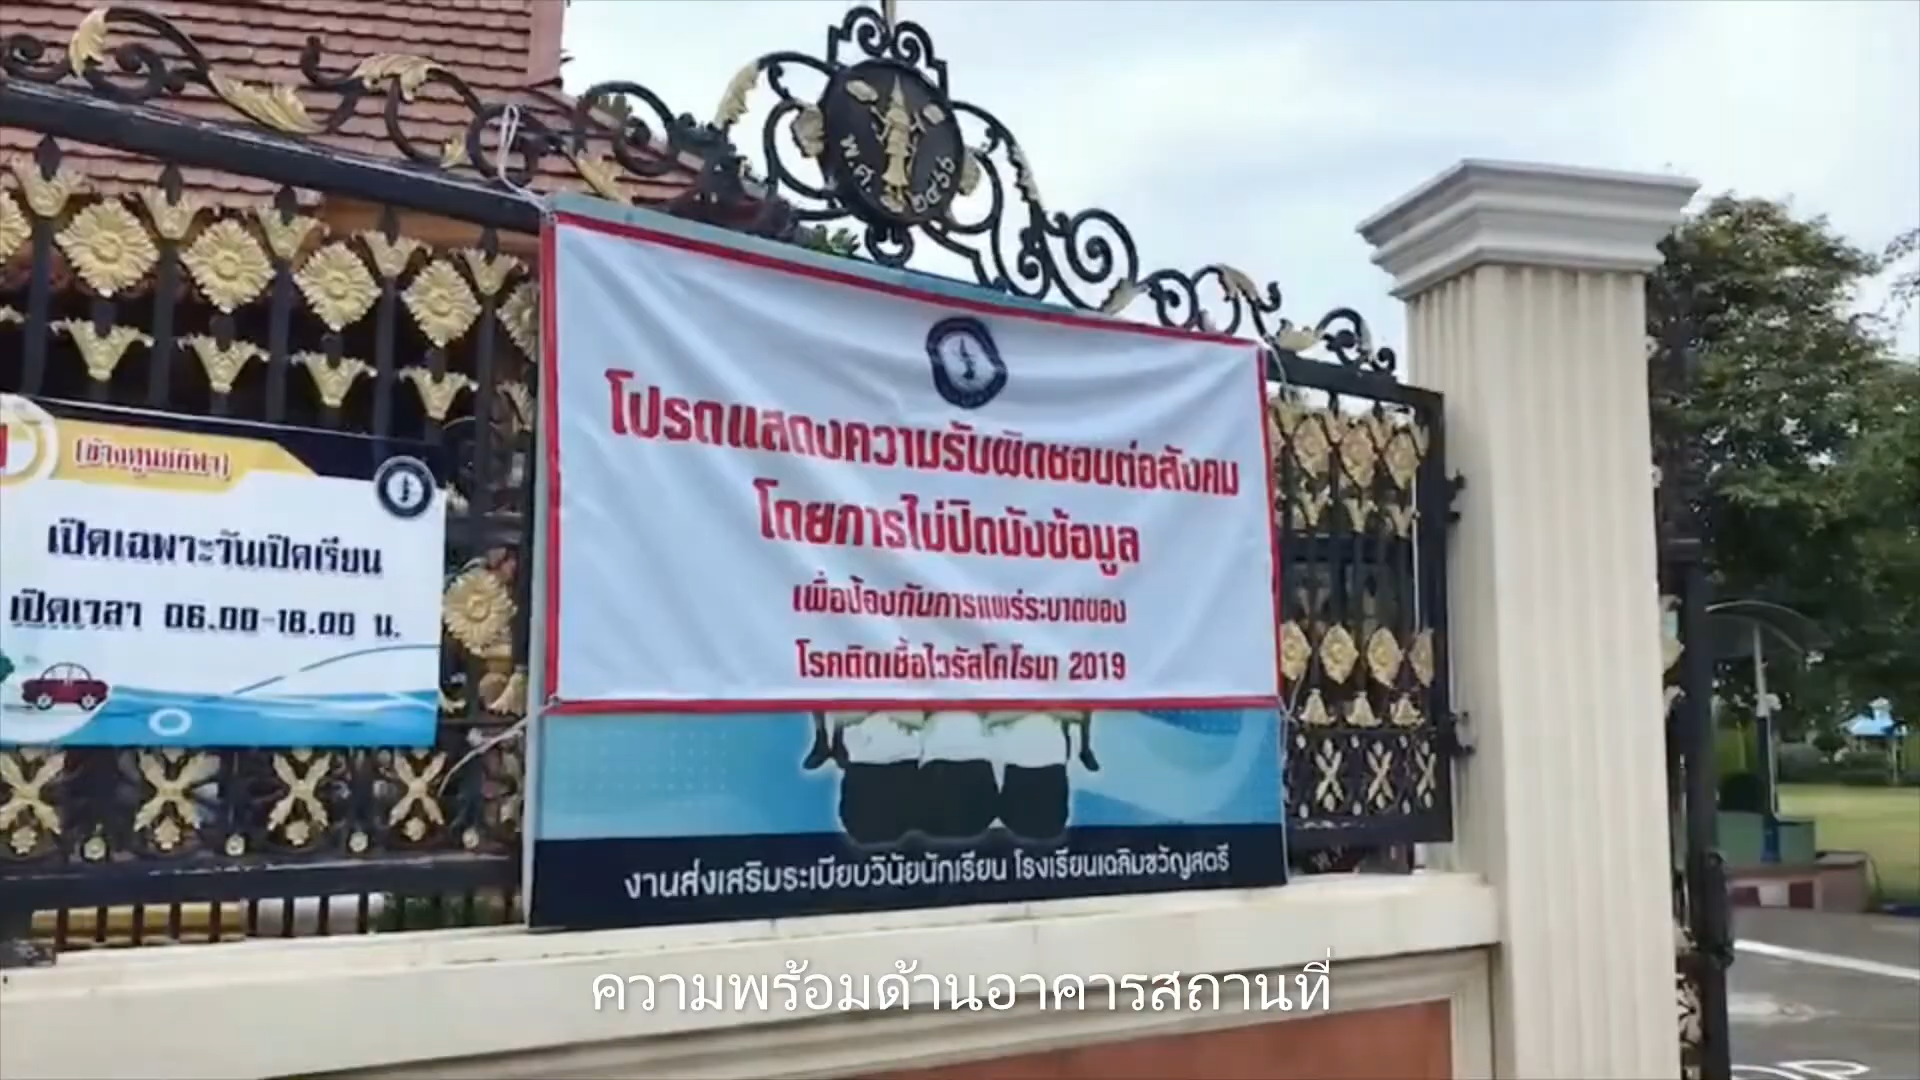 พ.ศ. ๒๔๖๖
โปรดแสดงความรับผิดชอบต่อสังคม
โดยการไม่ปิดบังข้อมูล
เพื่อป้องกันการแพร่ระบาดของ
โรคติดเชื้อไวรัสโคโรนา 2019
งานส่งเสริมระเบียบวินัยนักเรียน โรงเรียนเฉลิมขวัญสตรี
(ข้างศูนย์กีฬา)
เปิดเฉพาะวันเปิดเรียน
เปิดเวลา 06.00-18.00 น.
ความพร้อมด้านอาคารสถานที่